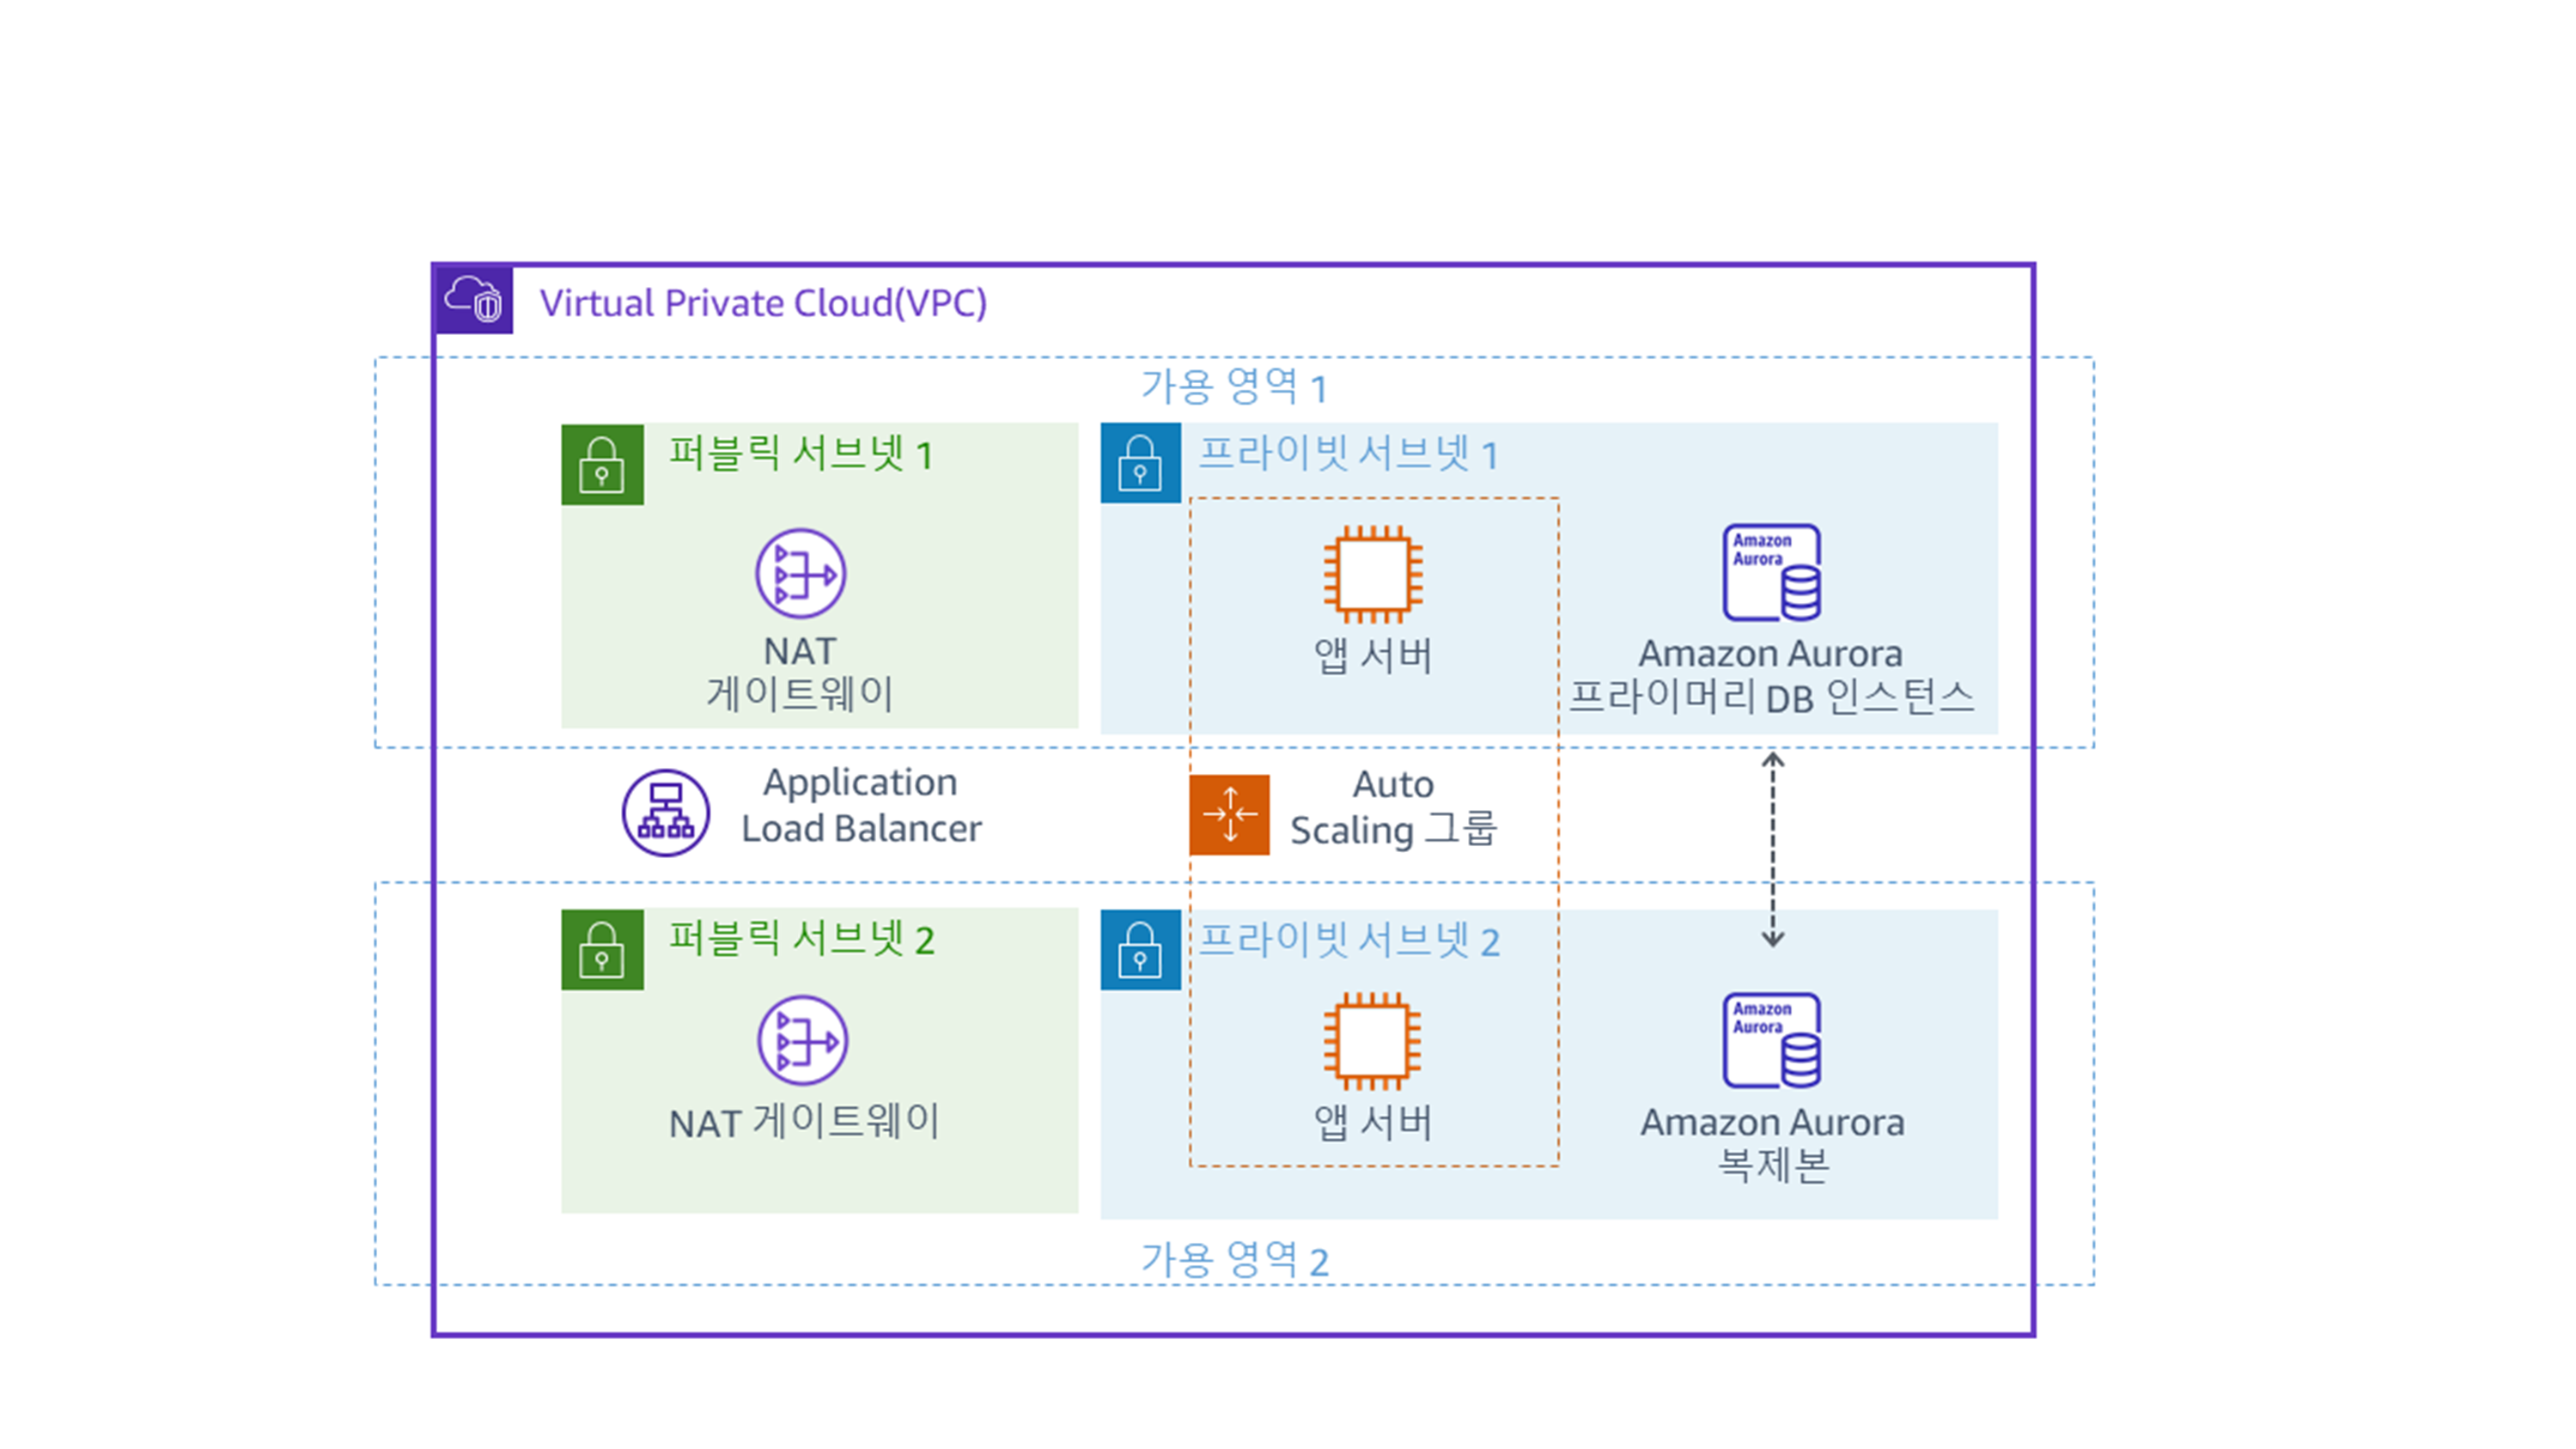 Virtual Private Cloud(VPC)
가용 영역 1
퍼블릭 서브넷 1
프라이빗 서브넷 1
NAT
게이트웨이
앱 서버
Amazon
Aurora
Amazon Aurora
프라이머리 DB 인스턴스
Application
Load Balancer
Auto
Scaling 그룹
퍼블릭 서브넷 2
프라이빗 서브넷 2
NAT 게이트웨이
앱 서버
Amazon
Aurora
Amazon Aurora
복제본
가용 영역 2